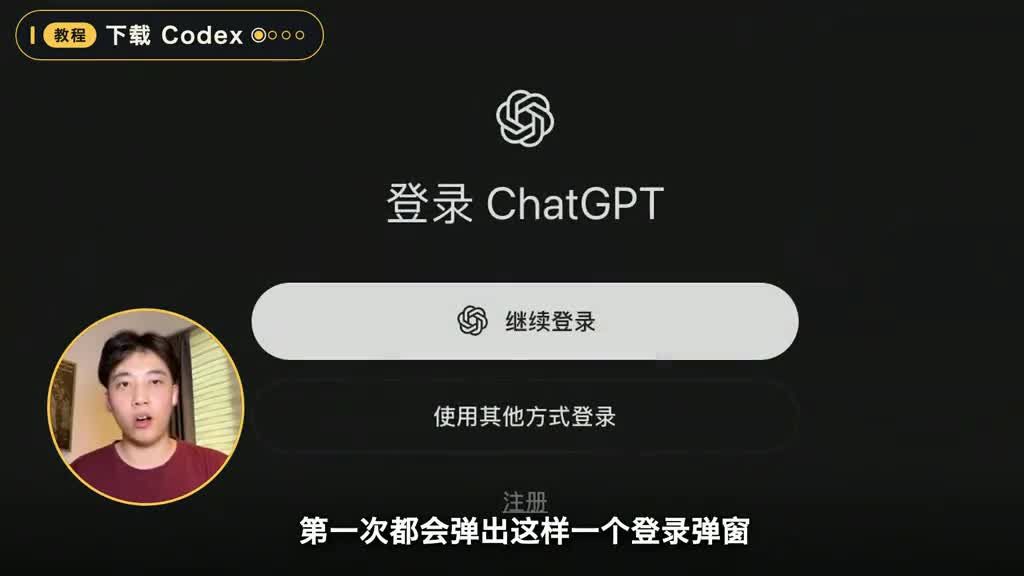 教程 下载 Codex
登录 ChatGPT
继续登录
使用其他方式登录
注册
第一次都会弹出这样一个登录弹窗